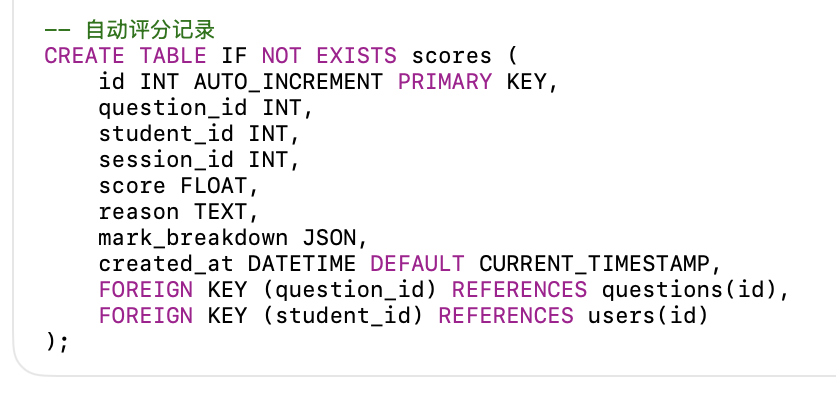 -- 自动评分记录
CREATE TABLE IF NOT EXISTS scores (
    id INT AUTO_INCREMENT PRIMARY KEY,
    question_id INT,
    student_id INT,
    session_id INT,
    score FLOAT,
    reason TEXT,
    mark_breakdown JSON,
    created_at DATETIME DEFAULT CURRENT_TIMESTAMP,
    FOREIGN KEY (question_id) REFERENCES questions(id),
    FOREIGN KEY (student_id) REFERENCES users(id)
);